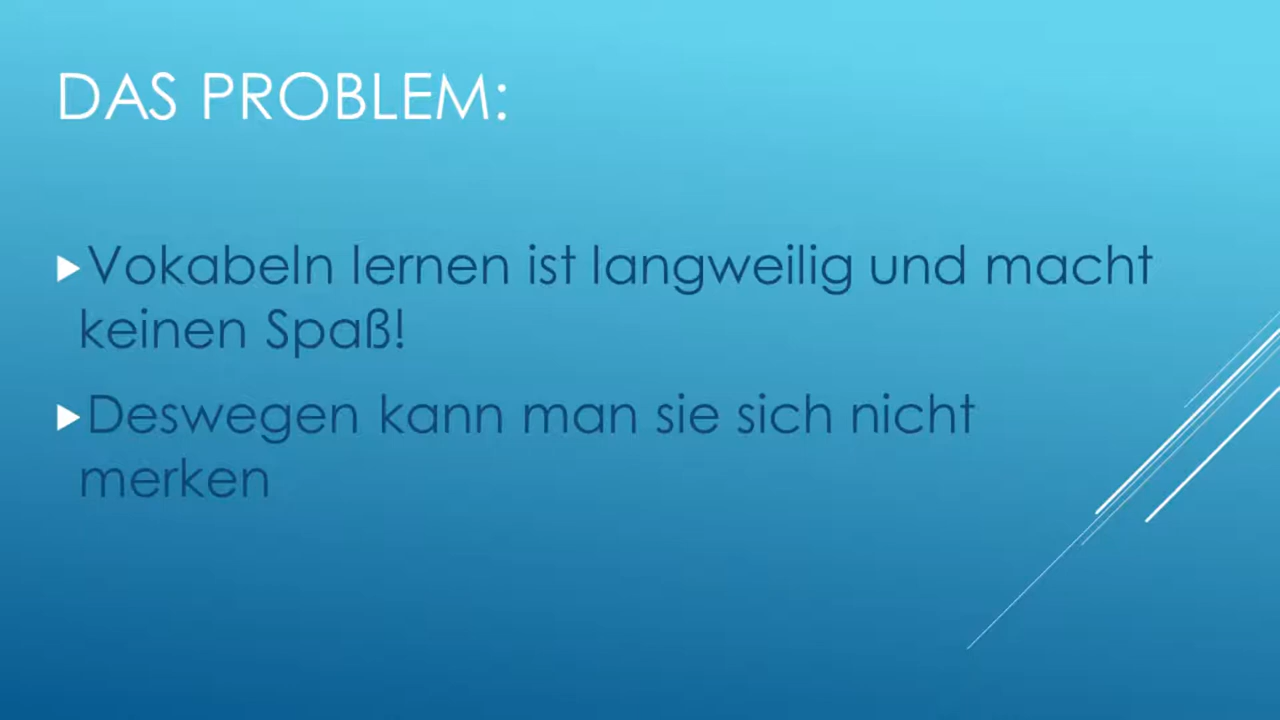 DAS PROBLEM:
Vokabeln lernen ist langweilig und macht
keinen Spaß!
Deswegen kann man sie sich nicht
merken